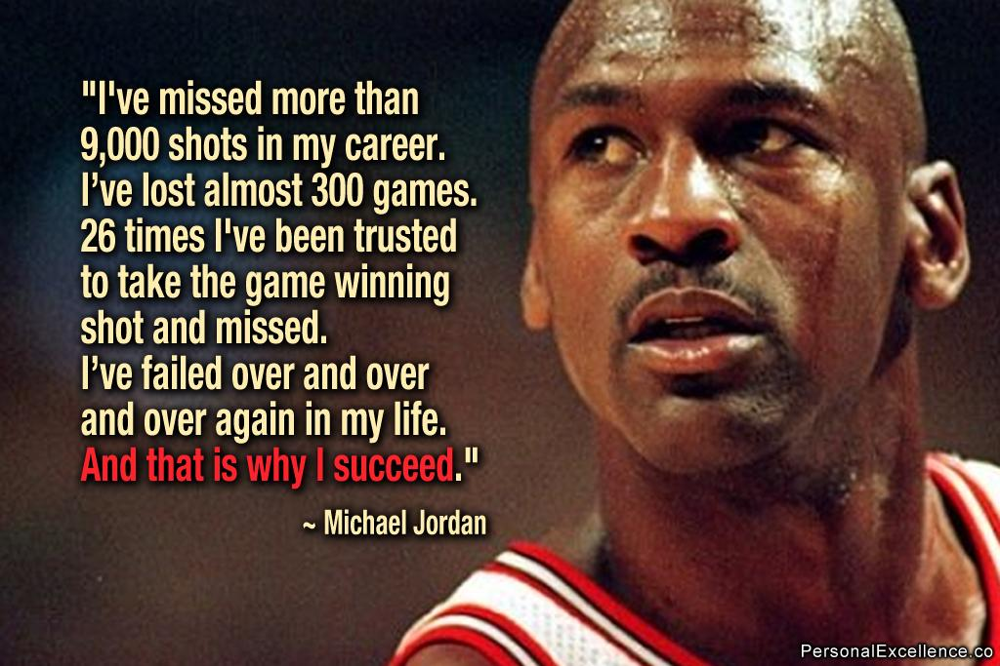 "I've missed more than
9,000 shots in my career.
I’ve lost almost 300 games.
26 times I've been trusted
to take the game winning
shot and missed.
I’ve failed over and over
and over again in my life.
And that is why I succeed."
~ Michael Jordan
PersonalExcellence.co